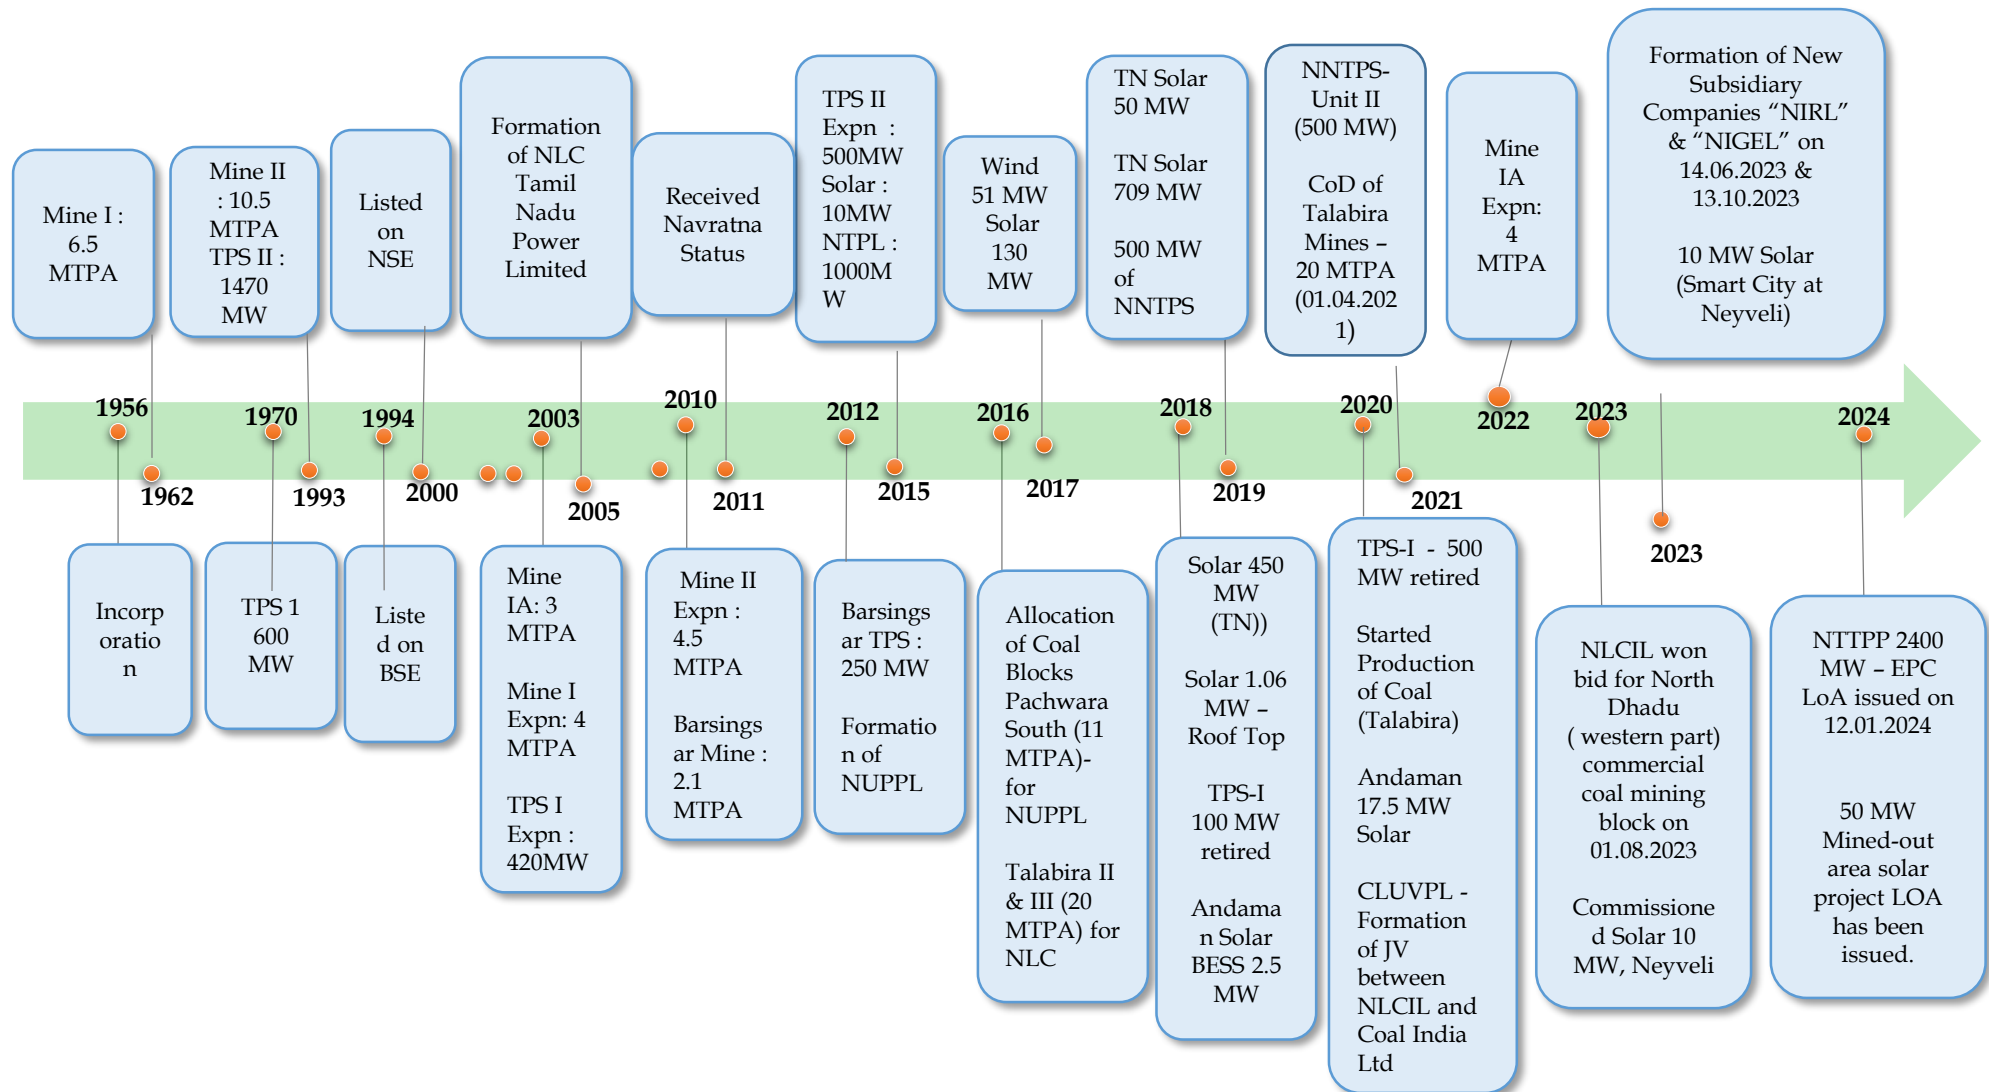 Mine I :
6.5
MTPA
Mine II
: 10.5
MTPA
TPS II :
1470
MW
Listed
on
NSE
Formation
of NLC
Tamil
Nadu
Power
Limited
Received
Navratna
Status
TPS II
Expn :
500MW
Solar :
10MW
NTPL :
1000M
W
Wind
51 MW
Solar
130
MW
TN Solar
50 MW
TN Solar
709 MW
500 MW
of
NNTPS
NNTPS-
Unit II
(500 MW)
CoD of
Talabira
Mines –
20 MTPA
(01.04.202
1)
Mine
IA
Expn:
4
MTPA
Formation of New
Subsidiary
Companies “NIRL”
& “NIGEL” on
14.06.2023 &
13.10.2023
10 MW Solar
(Smart City at
Neyveli)
1956
1970
1994
2003
2010
2012
2016
2018
2020
2022
2023
2024
1962
1993
2000
2005
2011
2015
2017
2019
2021
2023
Incorp
oratio
n
TPS 1
600
MW
Liste
d on
BSE
Mine
IA: 3
MTPA
Mine I
Expn: 4
MTPA
TPS I
Expn :
420MW
Mine II
Expn :
4.5
MTPA
Barsings
ar Mine :
2.1
MTPA
Barsings
ar TPS :
250 MW
Formatio
n of
NUPPL
Allocation
of Coal
Blocks
Pachwara
South (11
MTPA)-
for
NUPPL
Talabira II
& III (20
MTPA) for
NLC
Solar 450
MW
(TN))
Solar 1.06
MW –
Roof Top
TPS-I
100 MW
retired
Andama
n Solar
BESS 2.5
MW
TPS-I - 500
MW retired
Started
Production
of Coal
(Talabira)
Andaman
17.5 MW
Solar
CLUVPL -
Formation
of JV
between
NLCIL and
Coal India
Ltd
NLCIL won
bid for North
Dhadu
( western part)
commercial
coal mining
block on
01.08.2023
Commissione
d Solar 10
MW, Neyveli
NTTPP 2400
MW – EPC
LoA issued on
12.01.2024
50 MW
Mined-out
area solar
project LOA
has been
issued.